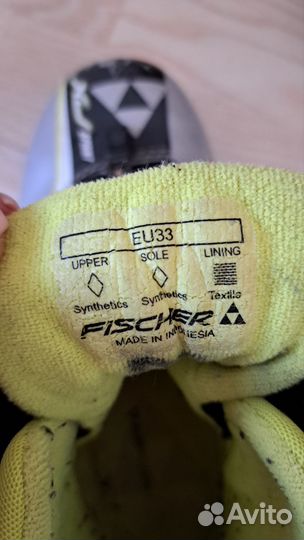 EU33
UPPER SOLE LINING
Synthetics Synthetics Textile
FISCHER
MADE IN INDONESIA
Avito